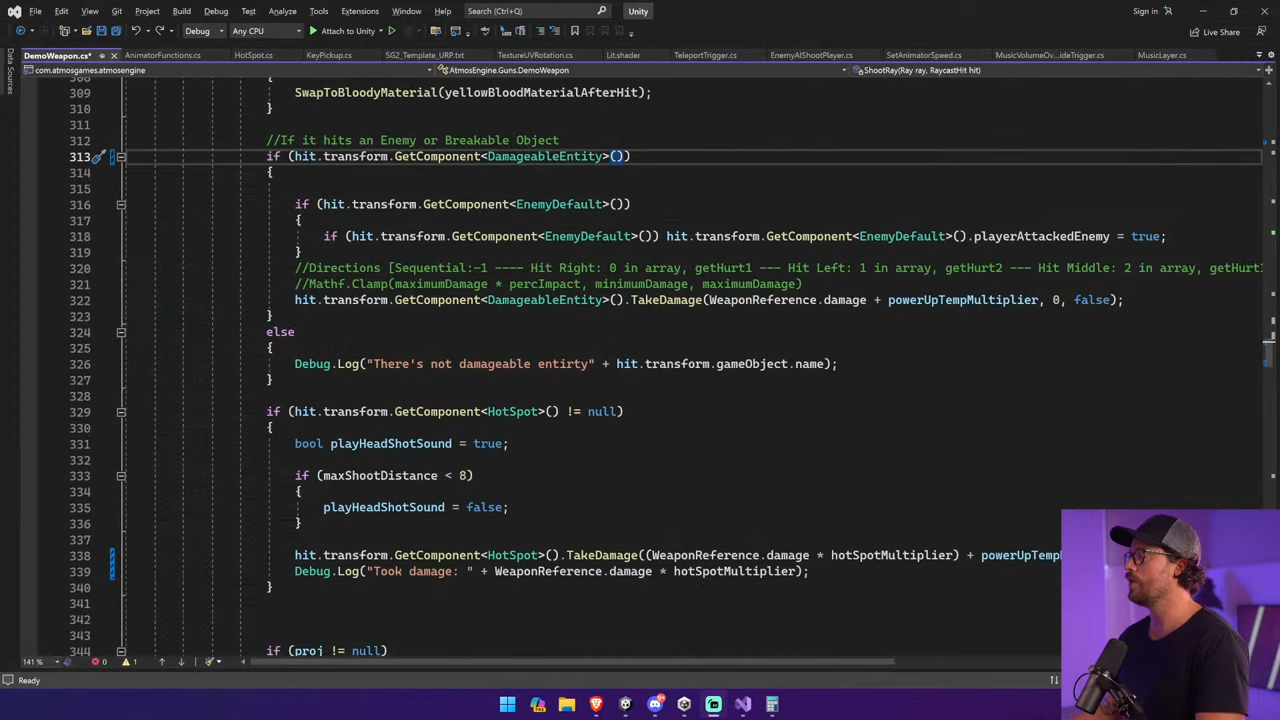 File Edit View Git Project Build Debug Test Analyze Tools Extensions Window Help Search (Ctrl+Q) Unity Sign in
Debug Any CPU Attach to Unity Live Share
DemoWeapon.cs* AnimatorFunctions.cs HotSpot.cs KeyPickup.cs SG2_Template_URP.txt TextureUVRotation.cs Lit.shader TeleportTrigger.cs EnemyAIShootPlayer.cs SetAnimatorSpeed.cs MusicVolumeOv...ideTrigger.cs MusicLayer.cs
com.atmosgames.atmosengine AtmosEngine.Guns.DemoWeapon ShootRay(Ray ray, RaycastHit hit)
Data Sources
308
309 SwapToBloodyMaterial(yellowBloodMaterialAfterHit);
310 }
311
312 //If it hits an Enemy or Breakable Object
313 if (hit.transform.GetComponent<DamageableEntity>())
314 {
315
316 if (hit.transform.GetComponent<EnemyDefault>())
317 {
318 if (hit.transform.GetComponent<EnemyDefault>()) hit.transform.GetComponent<EnemyDefault>().playerAttackedEnemy = true;
319 }
320 //Directions [Sequential:-1 ---- Hit Right: 0 in array, getHurt1 --- Hit Left: 1 in array, getHurt2 --- Hit Middle: 2 in array, getHurt3
321 //Mathf.Clamp(maximumDamage * percImpact, minimumDamage, maximumDamage)
322 hit.transform.GetComponent<DamageableEntity>().TakeDamage(WeaponReference.damage + powerUpTempMultiplier, 0, false);
323 }
324 else
325 {
326 Debug.Log("There's not damageable entirty" + hit.transform.gameObject.name);
327 }
328
329 if (hit.transform.GetComponent<HotSpot>() != null)
330 {
331 bool playHeadShotSound = true;
332
333 if (maxShootDistance < 8)
334 {
335 playHeadShotSound = false;
336 }
337
338 hit.transform.GetComponent<HotSpot>().TakeDamage((WeaponReference.damage * hotSpotMultiplier) + powerUpTemp
339 Debug.Log("Took damage: " + WeaponReference.damage * hotSpotMultiplier);
340 }
341
342
343
344 if (proj != null)
141 % 0 1
Ready